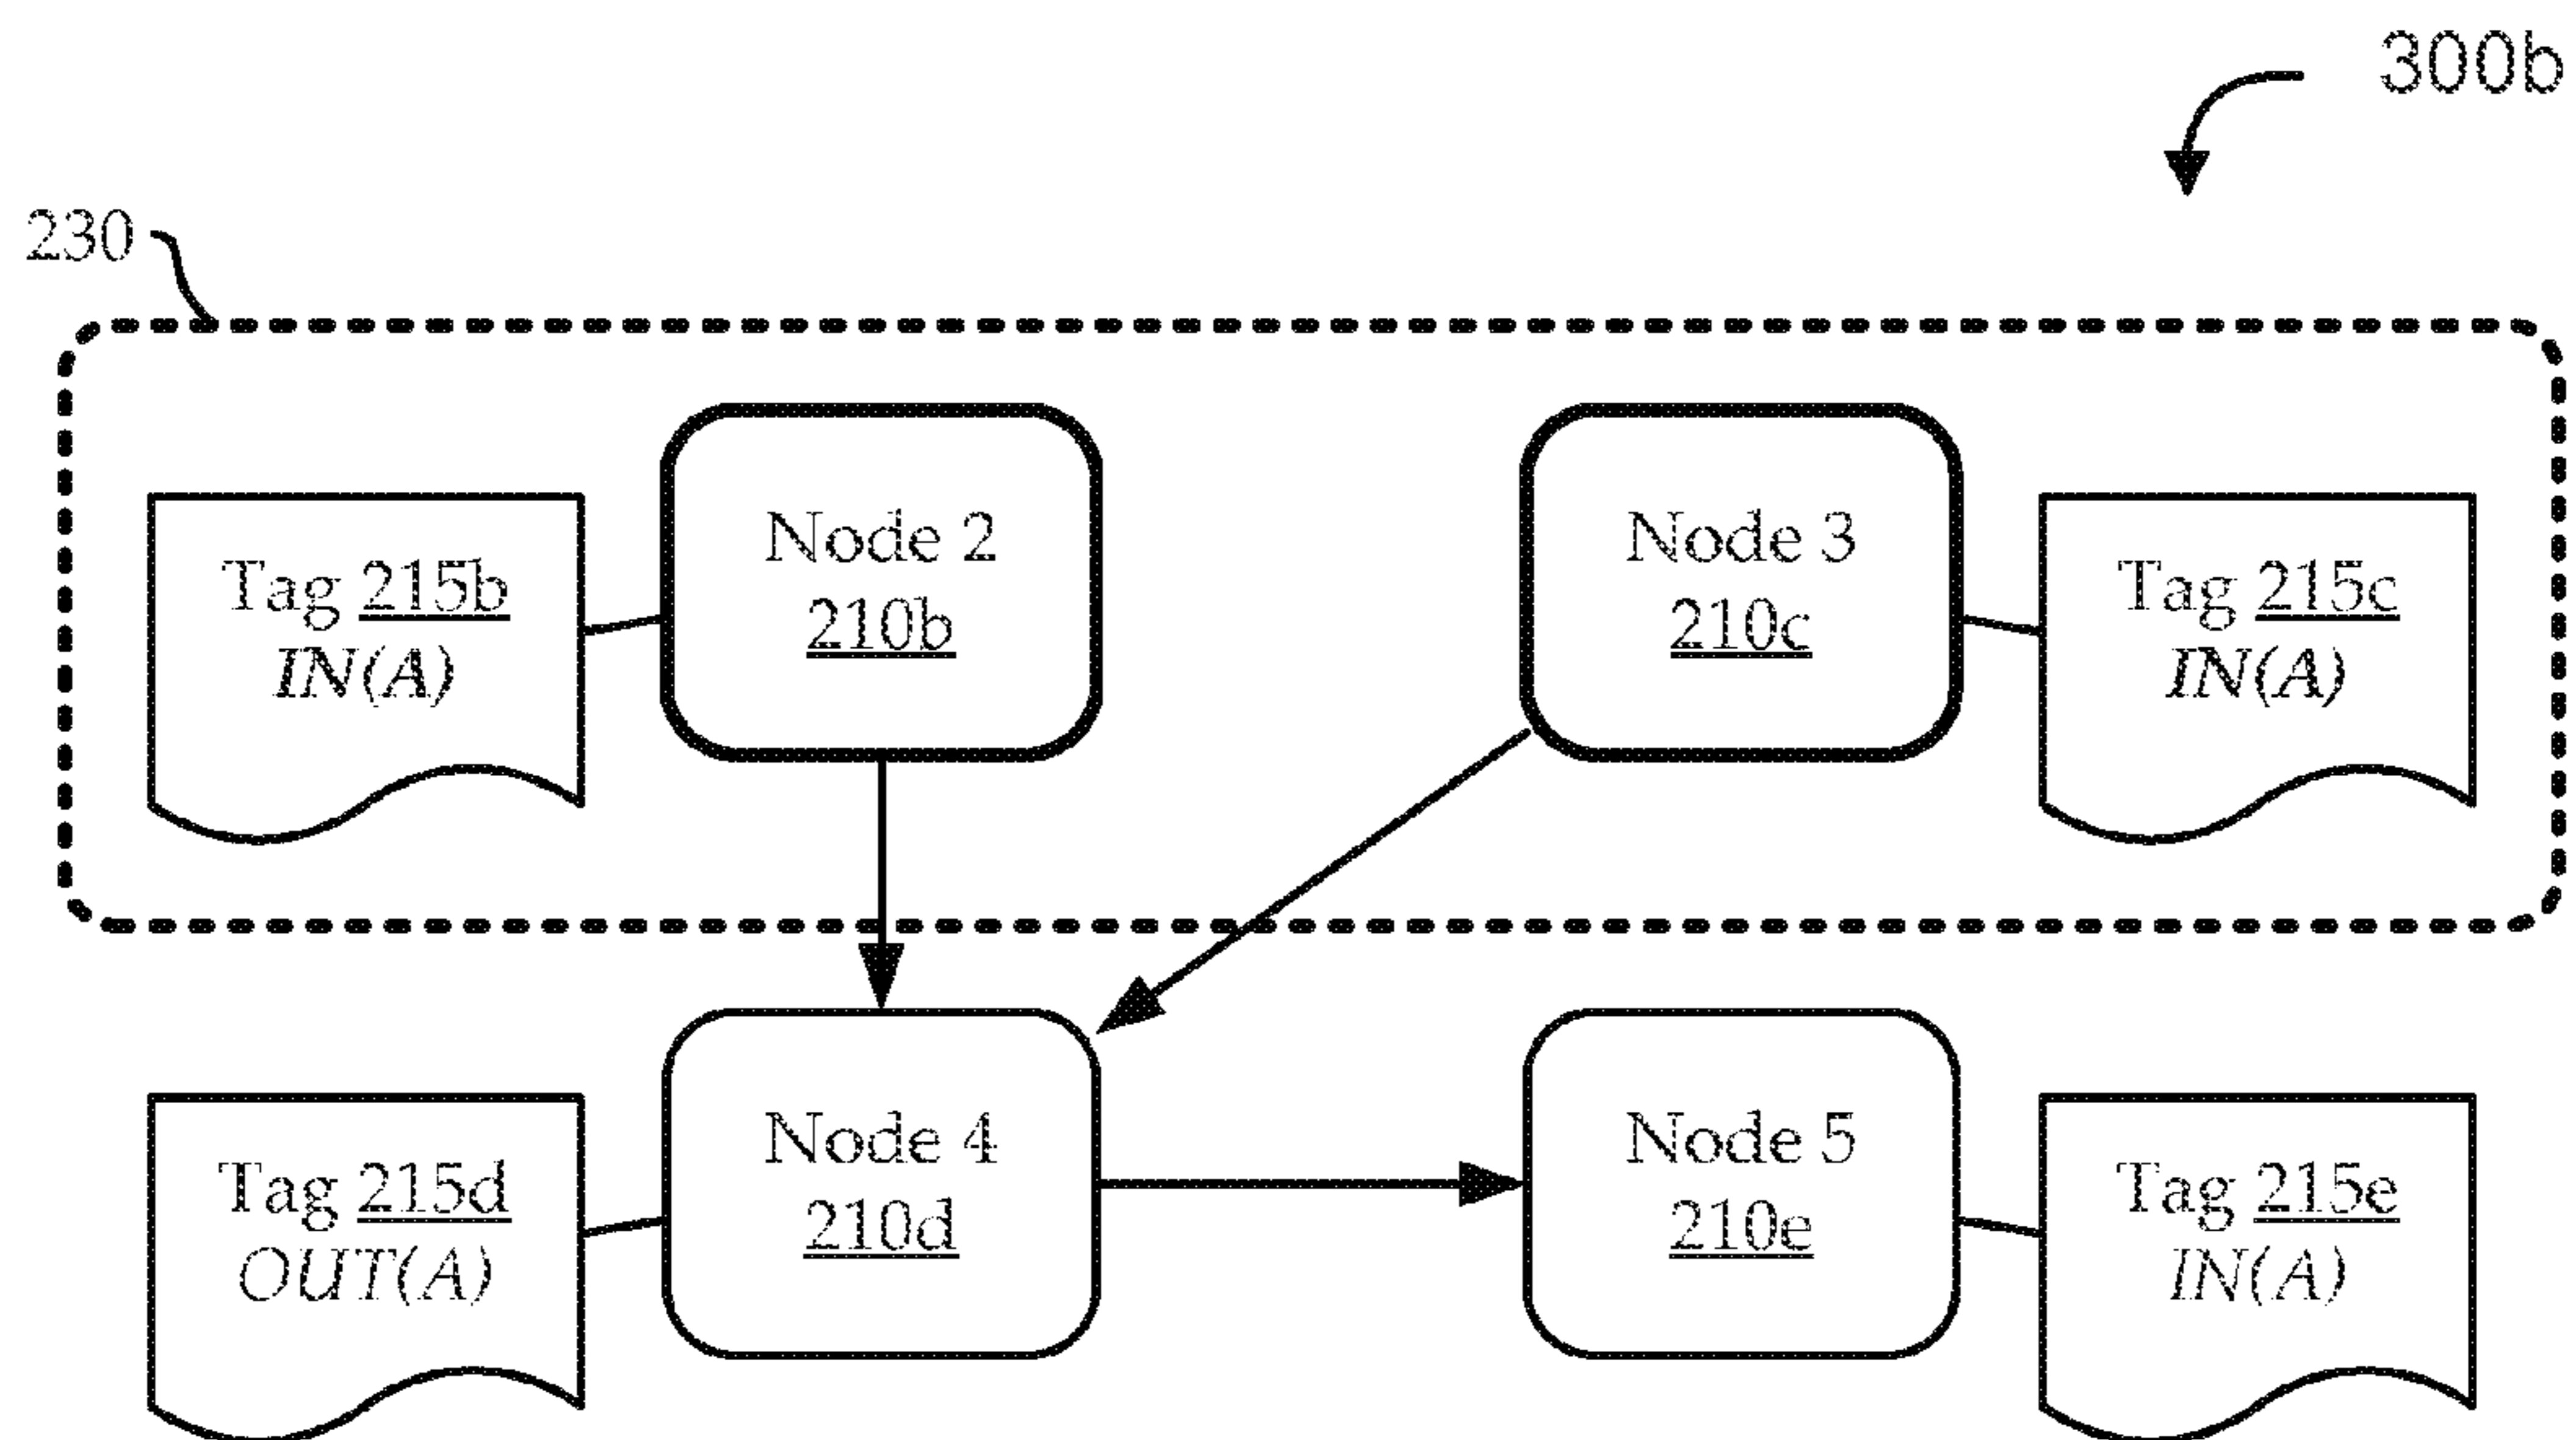 300b
230
Tag 215b
IN(A)
Node 2
210b
Node 3
210c
Tag 215c
IN(A)
Tag 215d
OUT(A)
Node 4
210d
Node 5
210e
Tag 215e
IN(A)